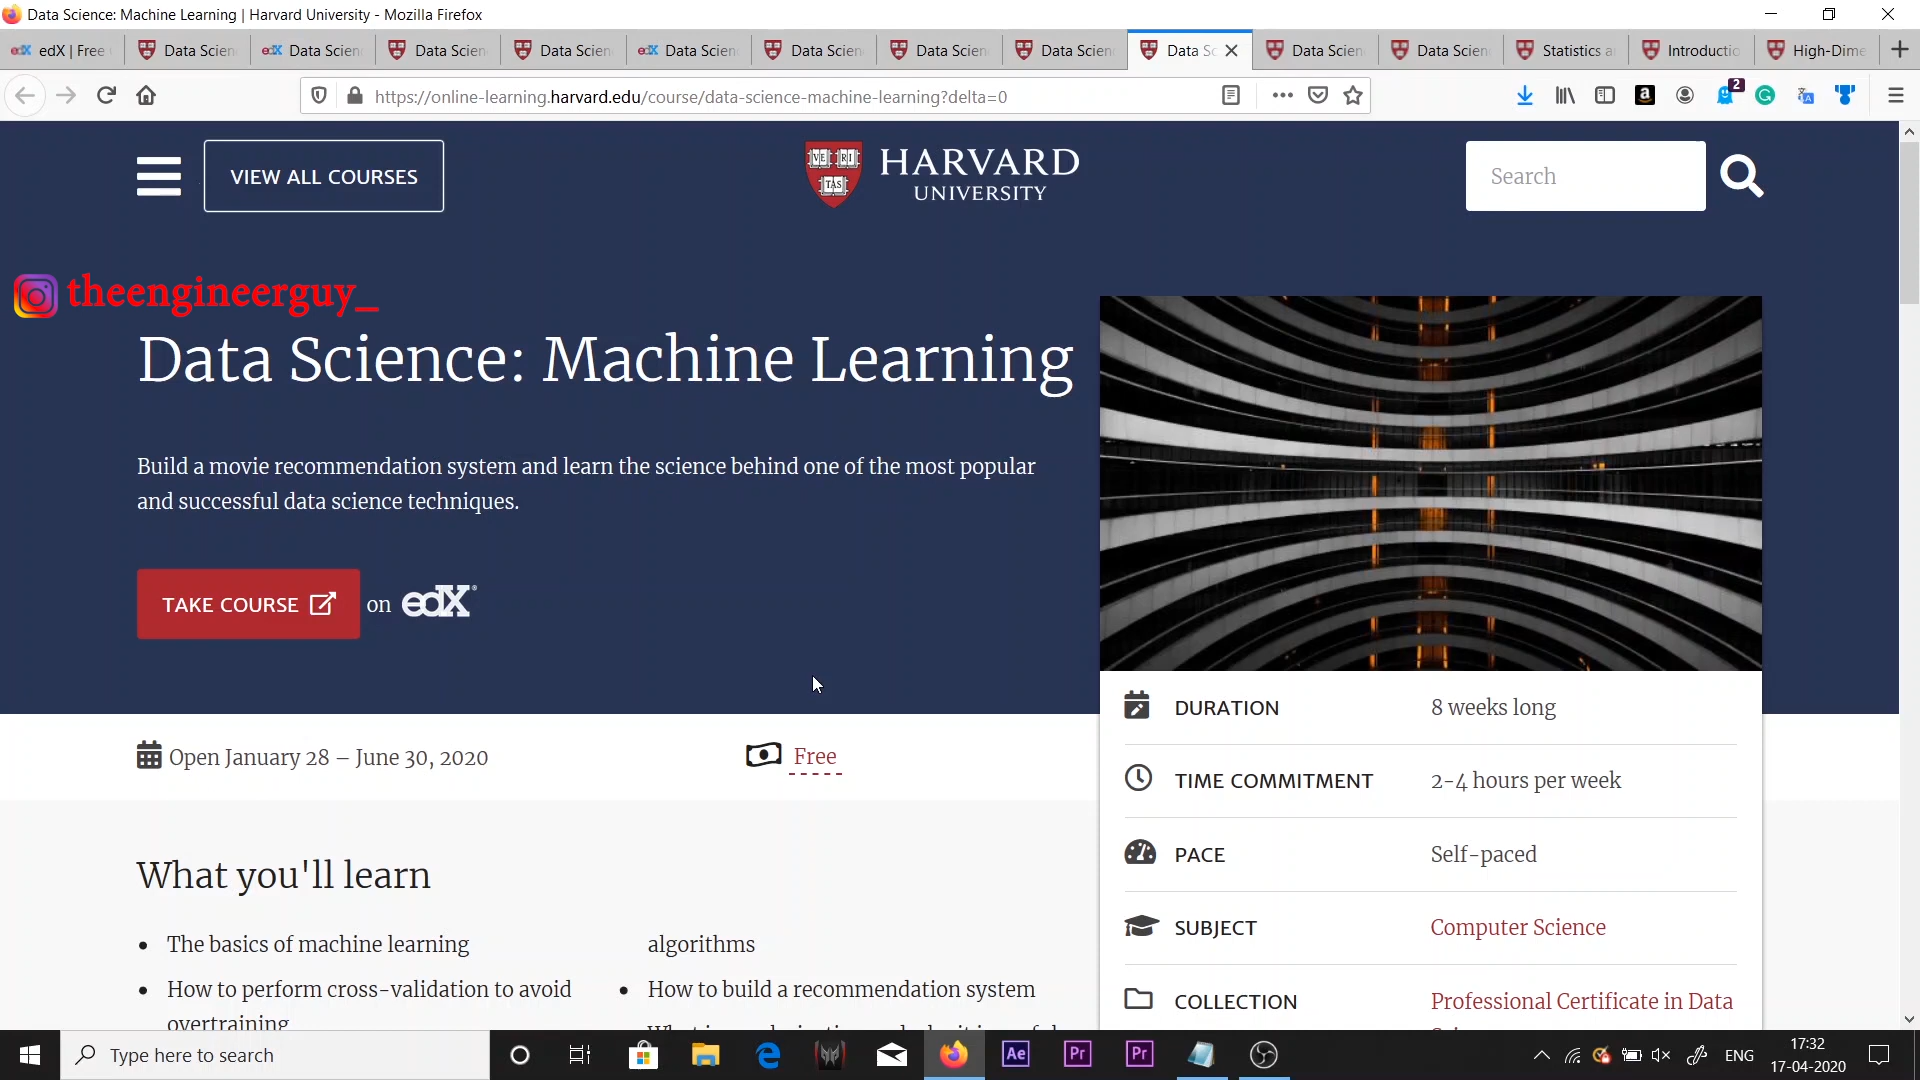 Data Science: Machine Learning | Harvard University - Mozilla Firefox
edX | Free
Data Scien
Data Scien
Data Scien
Data Scien
Data Scien
Data Scien
Data Scien
Data Scien
Data Sc
Data Scien
Data Scien
Statistics a
Introductio
High-Dime
https://online-learning.harvard.edu/course/data-science-machine-learning?delta=0
2
VIEW ALL COURSES
VE RI TAS
HARVARD
UNIVERSITY
Search
theengineerguy_
Data Science: Machine Learning
Build a movie recommendation system and learn the science behind one of the most popular
and successful data science techniques.
TAKE COURSE on edX
Open January 28 – June 30, 2020
Free
DURATION 8 weeks long
TIME COMMITMENT 2-4 hours per week
PACE Self-paced
SUBJECT Computer Science
COLLECTION Professional Certificate in Data
What you'll learn
The basics of machine learning
How to perform cross-validation to avoid
overtraining
algorithms
How to build a recommendation system
Type here to search
Ae
Pr
Pr
ENG
17:32
17-04-2020